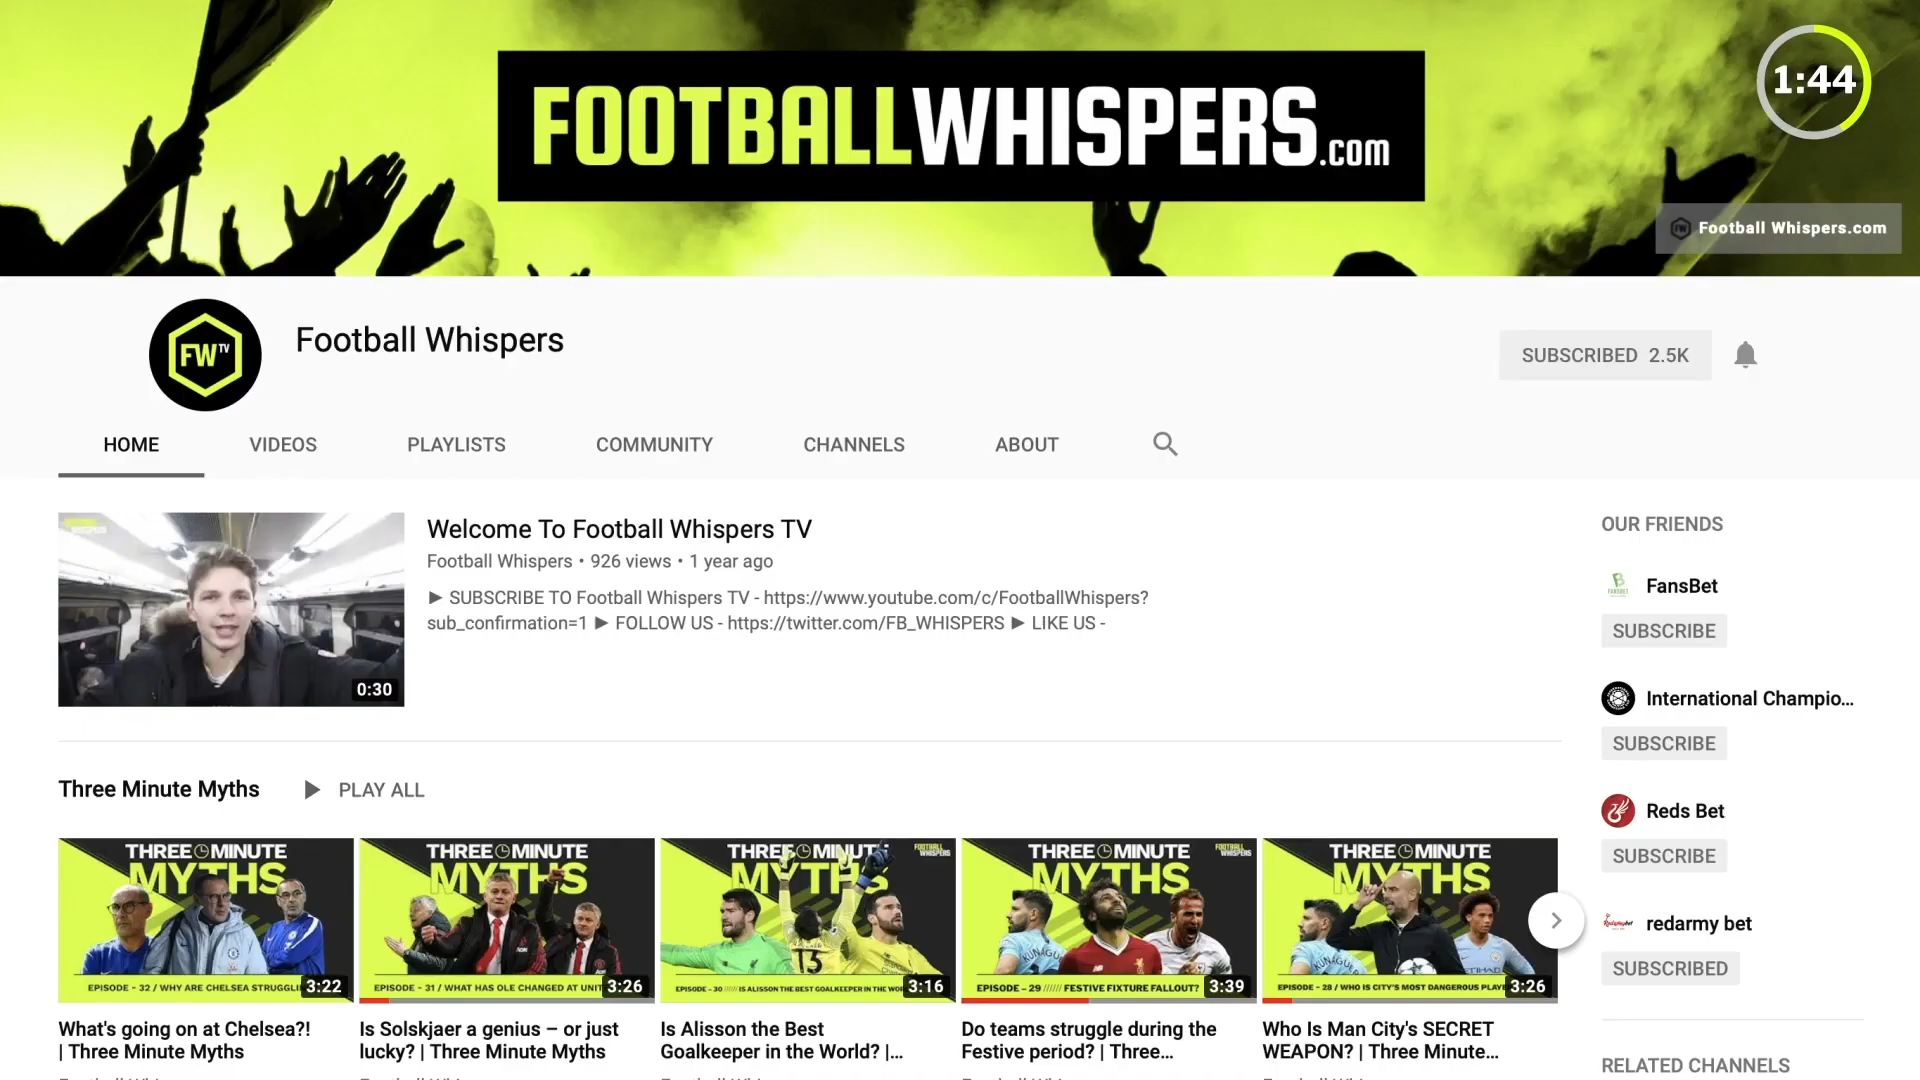 FOOTBALLWHISPERS.com
1:44
Football Whispers.com
FW TV
Football Whispers
SUBSCRIBED 2.5K
HOME VIDEOS PLAYLISTS COMMUNITY CHANNELS ABOUT
Welcome To Football Whispers TV
Football Whispers • 926 views • 1 year ago
► SUBSCRIBE TO Football Whispers TV - https://www.youtube.com/c/FootballWhispers?
sub_confirmation=1 ► FOLLOW US - https://twitter.com/FB_WHISPERS ► LIKE US -
0:30
OUR FRIENDS
FansBet
SUBSCRIBE
International Champio...
SUBSCRIBE
Reds Bet
SUBSCRIBE
redarmy bet
SUBSCRIBED
RELATED CHANNELS
Three Minute Myths PLAY ALL
THREE MINUTE
MYTHS
EPISODE - 32 / WHY ARE CHELSEA STRUGGLI
3:22
What's going on at Chelsea?!
| Three Minute Myths
THREE MINUTE
MYTHS
EPISODE - 31 / WHAT HAS OLE CHANGED AT UNIT
3:26
Is Solskjaer a genius – or just
lucky? | Three Minute Myths
THREE MINUTE
MYTHS
FOOTBALL
WHISPERS
13
EPISODE - 30 ///// IS ALISSON THE BEST GOALKEEPER IN THE WOR
3:16
Is Alisson the Best
Goalkeeper in the World? |...
THREE MINUTE
MYTHS
FOOTBALL
WHISPERS
EPISODE - 29 ////// FESTIVE FIXTURE FALLOUT?
3:39
Do teams struggle during the
Festive period? | Three...
THREE MINUTE
MYTHS
EPISODE - 28 / WHO IS CITY'S MOST DANGEROUS PLAYE
3:26
Who Is Man City's SECRET
WEAPON? | Three Minute...